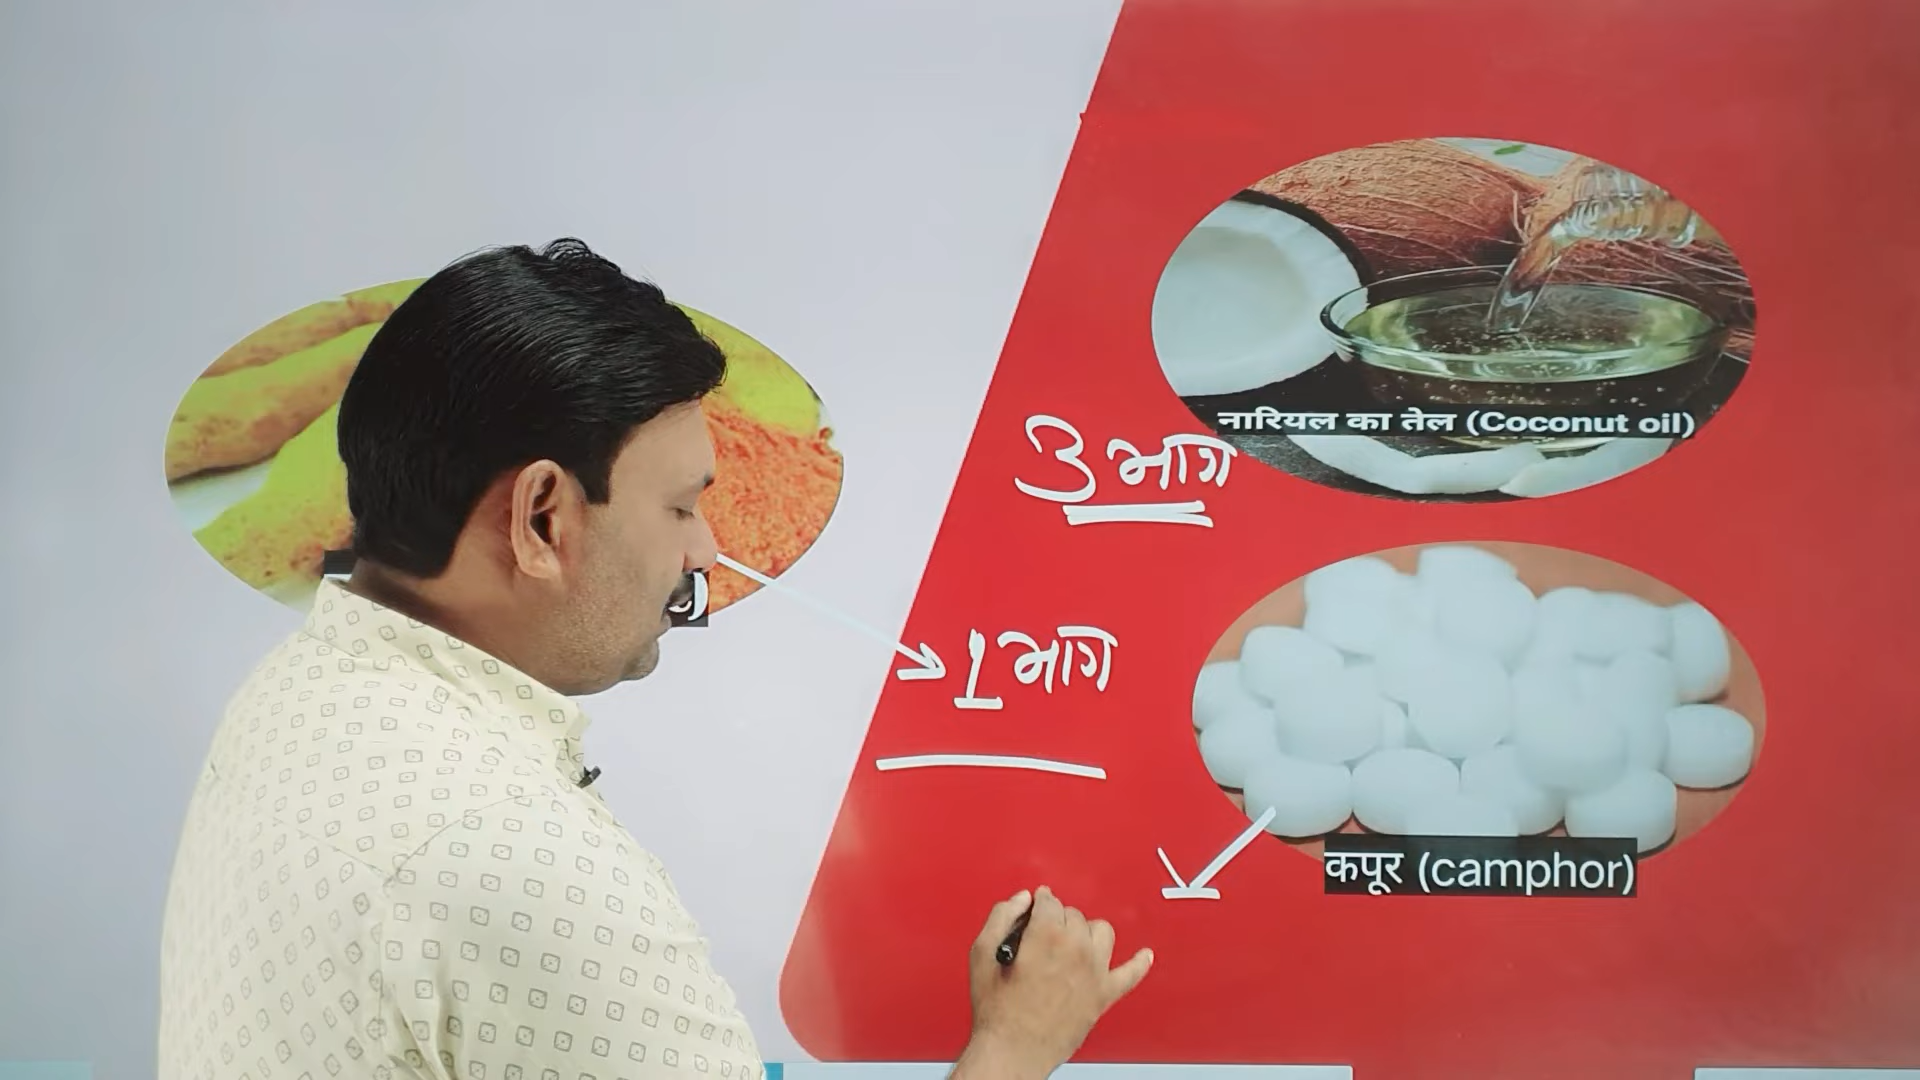 नारियल का तेल (Coconut oil)
3 भाग
1 भाग
कपूर (camphor)